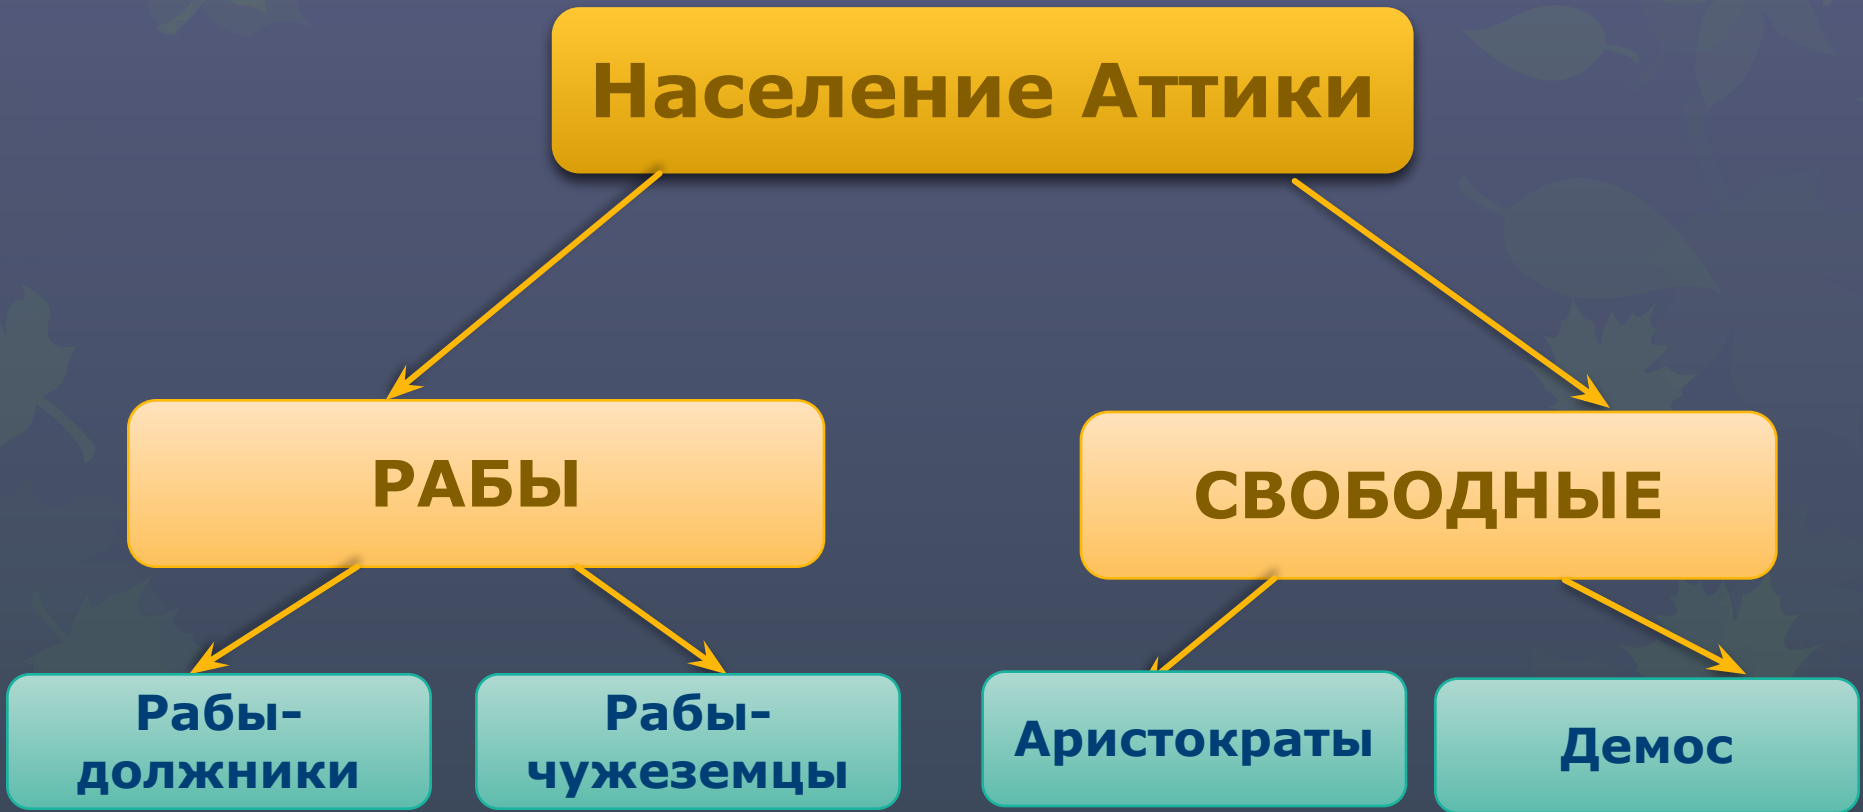 Население Аттики
РАБЫ
СВОБОДНЫЕ
Рабы-
должники
Рабы-
чужеземцы
Аристократы
Демос